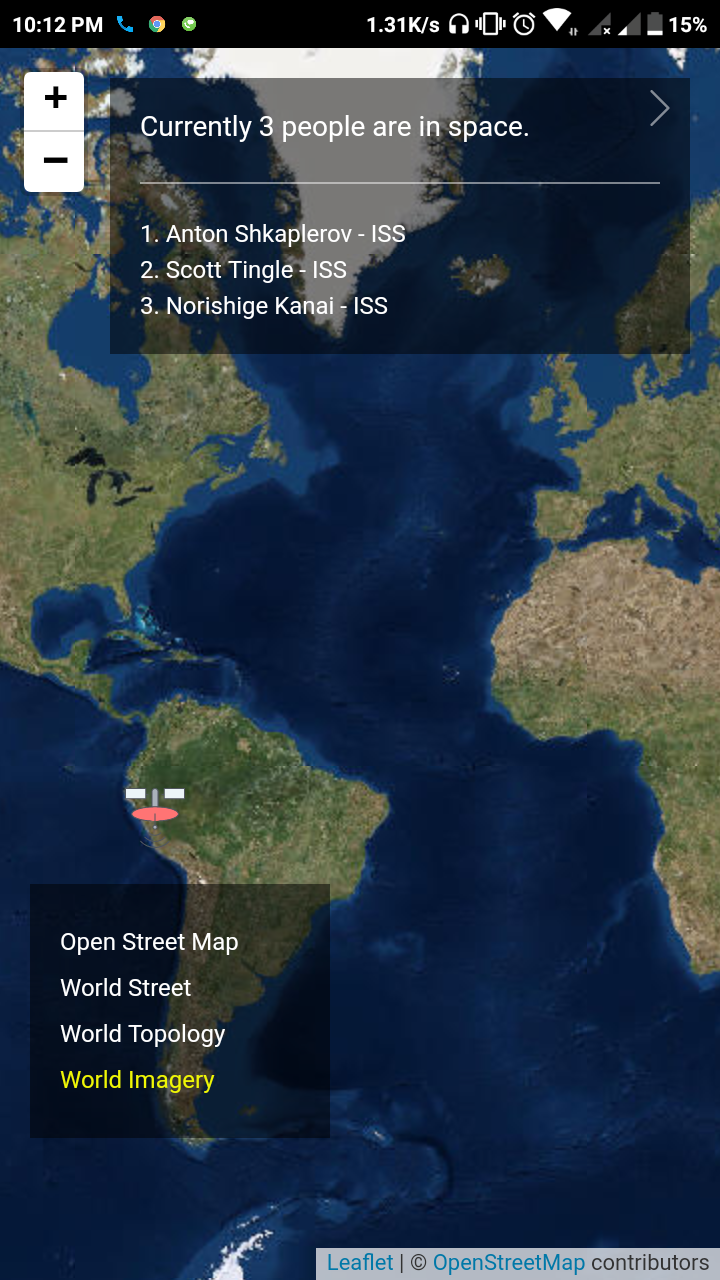 10:12 PM 1.31K/s 15%
+
Currently 3 people are in space.
−
1. Anton Shkaplerov - ISS
2. Scott Tingle - ISS
3. Norishige Kanai - ISS
Open Street Map
World Street
World Topology
World Imagery
Leaflet | © OpenStreetMap contributors